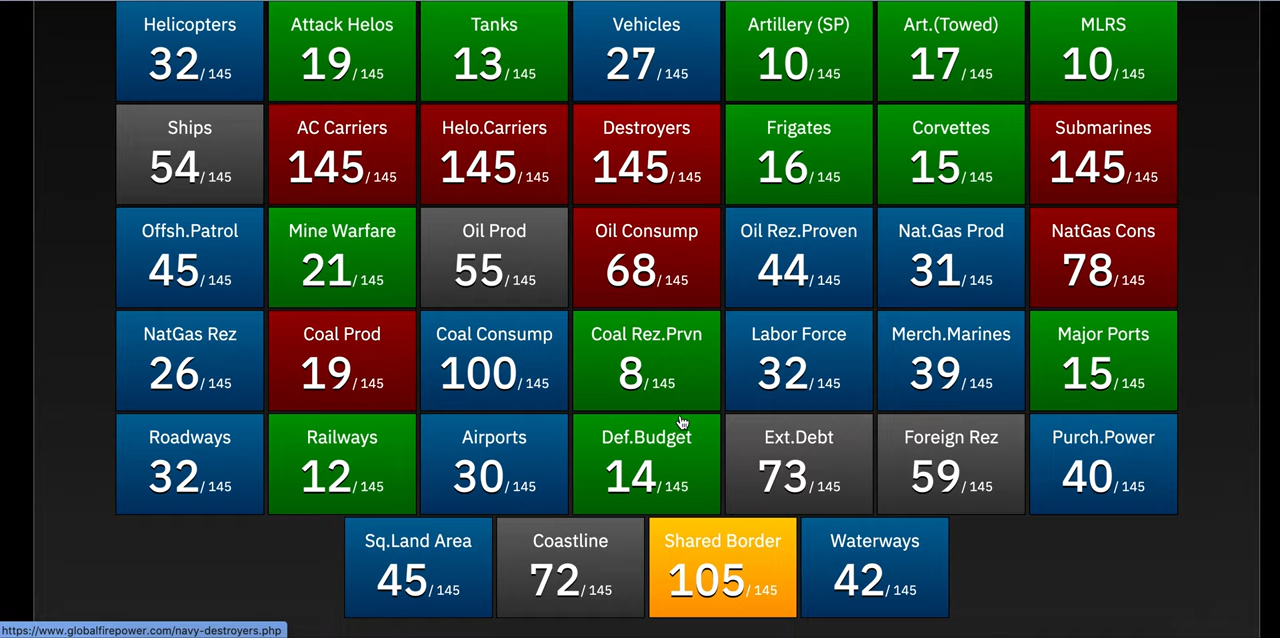 Helicopters
32/ 145
Attack Helos
19/ 145
Tanks
13/ 145
Vehicles
27/ 145
Artillery (SP)
10/ 145
Art.(Towed)
17/ 145
MLRS
10/ 145
Ships
54/ 145
AC Carriers
145/ 145
Helo.Carriers
145/ 145
Destroyers
145/ 145
Frigates
16/ 145
Corvettes
15/ 145
Submarines
145/ 145
Offsh.Patrol
45/ 145
Mine Warfare
21/ 145
Oil Prod
55/ 145
Oil Consump
68/ 145
Oil Rez.Proven
44/ 145
Nat.Gas Prod
31/ 145
NatGas Cons
78/ 145
NatGas Rez
26/ 145
Coal Prod
19/ 145
Coal Consump
100/ 145
Coal Rez.Prvn
8/ 145
Labor Force
32/ 145
Merch.Marines
39/ 145
Major Ports
15/ 145
Roadways
32/ 145
Railways
12/ 145
Airports
30/ 145
Def.Budget
14/ 145
Ext.Debt
73/ 145
Foreign Rez
59/ 145
Purch.Power
40/ 145
Sq.Land Area
45/ 145
Coastline
72/ 145
Shared Border
105/ 145
Waterways
42/ 145
https://www.globalfirepower.com/navy-destroyers.php